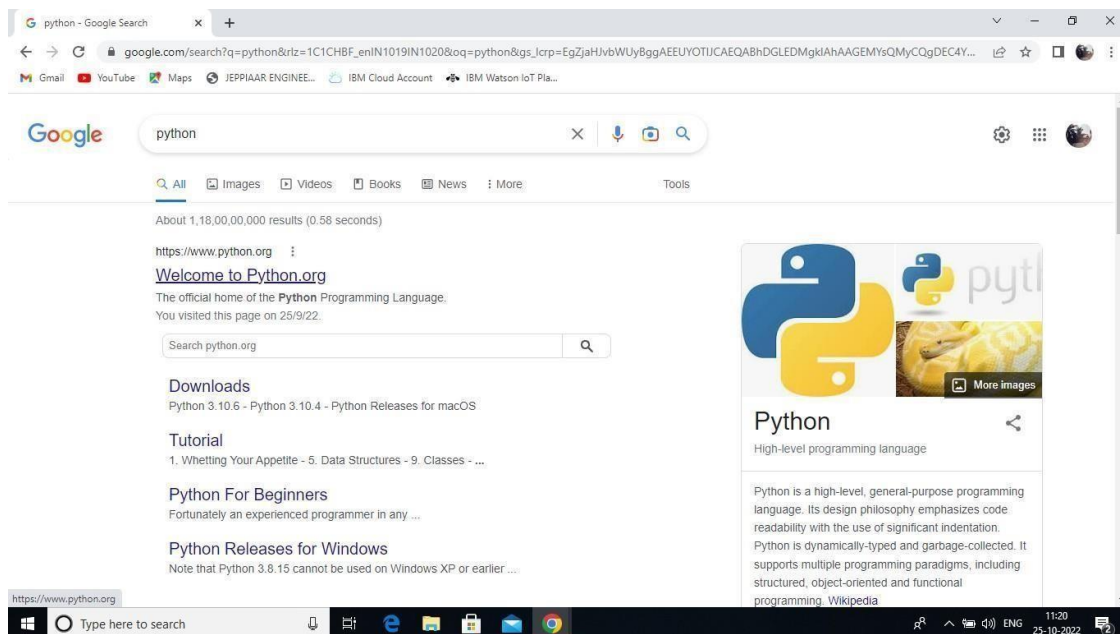 python - Google Search
google.com/search?q=python&rlz=1C1CHBF_enIN1019IN1020&oq=python&gs_lcrp=EgZjaHJvbWUyBggAEEUYOTIJCAEQABhDGLEDMgkIAhAAGEMYsQMyCQgDEC4Y...
Gmail YouTube Maps JEPPIAAR ENGINEE... IBM Cloud Account IBM Watson IoT Pla...
Google python
All Images Videos Books News More Tools
About 1,18,00,00,000 results (0.58 seconds)
https://www.python.org
Welcome to Python.org
The official home of the Python Programming Language.
You visited this page on 25/9/22.
Search python.org
Downloads
Python 3.10.6 - Python 3.10.4 - Python Releases for macOS
Tutorial
1. Whetting Your Appetite - 5. Data Structures - 9. Classes - ...
Python For Beginners
Fortunately an experienced programmer in any ...
Python Releases for Windows
Note that Python 3.8.15 cannot be used on Windows XP or earlier ...
pyth
More images
Python
High-level programming language
Python is a high-level, general-purpose programming
language. Its design philosophy emphasizes code
readability with the use of significant indentation.
Python is dynamically-typed and garbage-collected. It
supports multiple programming paradigms, including
structured, object-oriented and functional
programming. Wikipedia
https://www.python.org
Type here to search
ENG
11:20
25-10-2022